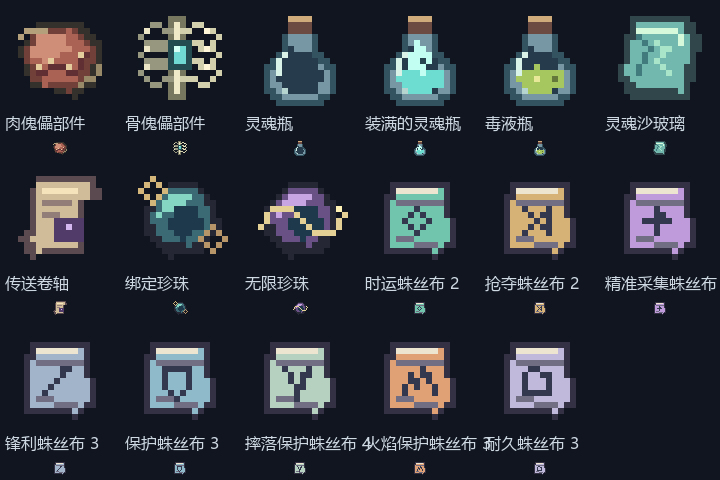 肉傀儡部件
骨傀儡部件
灵魂瓶
装满的灵魂瓶
毒液瓶
灵魂沙玻璃
传送卷轴
绑定珍珠
无限珍珠
时运蛛丝布 2
抢夺蛛丝布 2
精准采集蛛丝布
锋利蛛丝布 3
保护蛛丝布 3
摔落保护蛛丝布 4
火焰保护蛛丝布 3
耐久蛛丝布 3